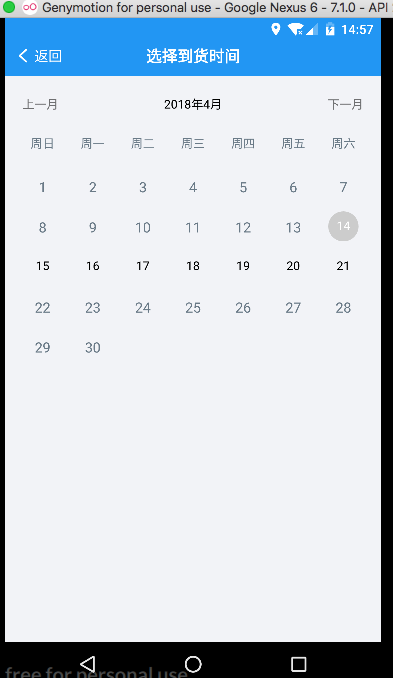 Genymotion for personal use - Google Nexus 6 - 7.1.0 - API
14:57
返回 选择到货时间
上一月 2018年4月 下一月
周日 周一 周二 周三 周四 周五 周六
1 2 3 4 5 6 7
8 9 10 11 12 13 14
15 16 17 18 19 20 21
22 23 24 25 26 27 28
29 30
free for personal use